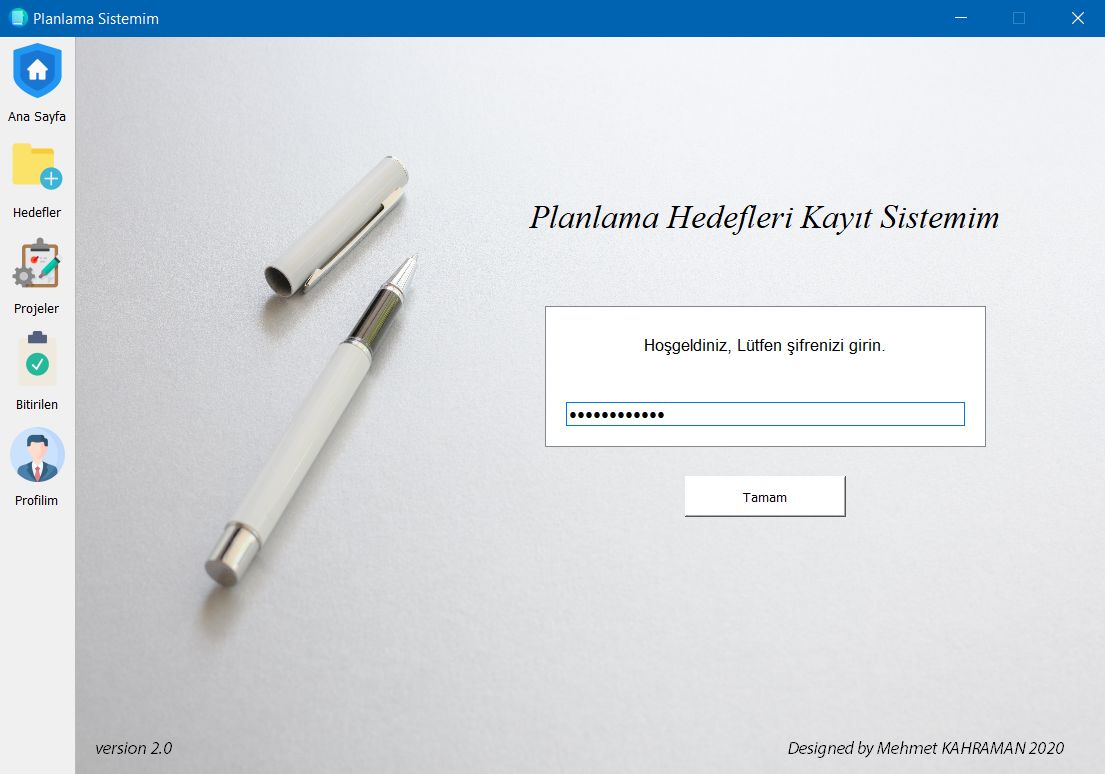 Planlama Sistemim
Ana Sayfa
Hedefler
Projeler
Bitirilen
Profilim
Planlama Hedefleri Kayıt Sistemim
Hoşgeldiniz, Lütfen şifrenizi girin.
••••••••••••
Tamam
version 2.0
Designed by Mehmet KAHRAMAN 2020